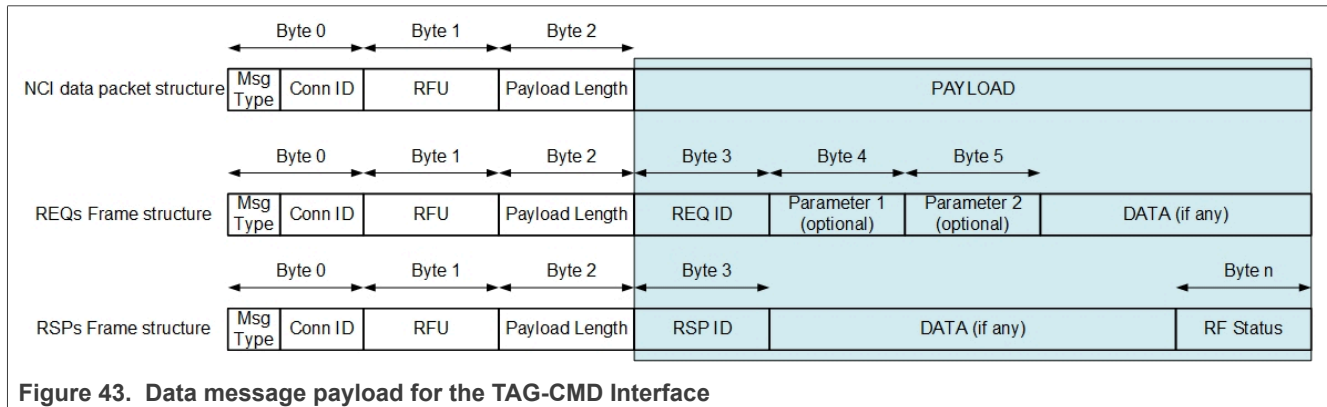 Byte 0 Byte 1 Byte 2
NCI data packet structure Msg Type Conn ID RFU Payload Length PAYLOAD
Byte 0 Byte 1 Byte 2 Byte 3 Byte 4 Byte 5
REQs Frame structure Msg Type Conn ID RFU Payload Length REQ ID Parameter 1 (optional) Parameter 2 (optional) DATA (if any)
Byte 0 Byte 1 Byte 2 Byte 3 Byte n
RSPs Frame structure Msg Type Conn ID RFU Payload Length RSP ID DATA (if any) RF Status
Figure 43. Data message payload for the TAG-CMD Interface